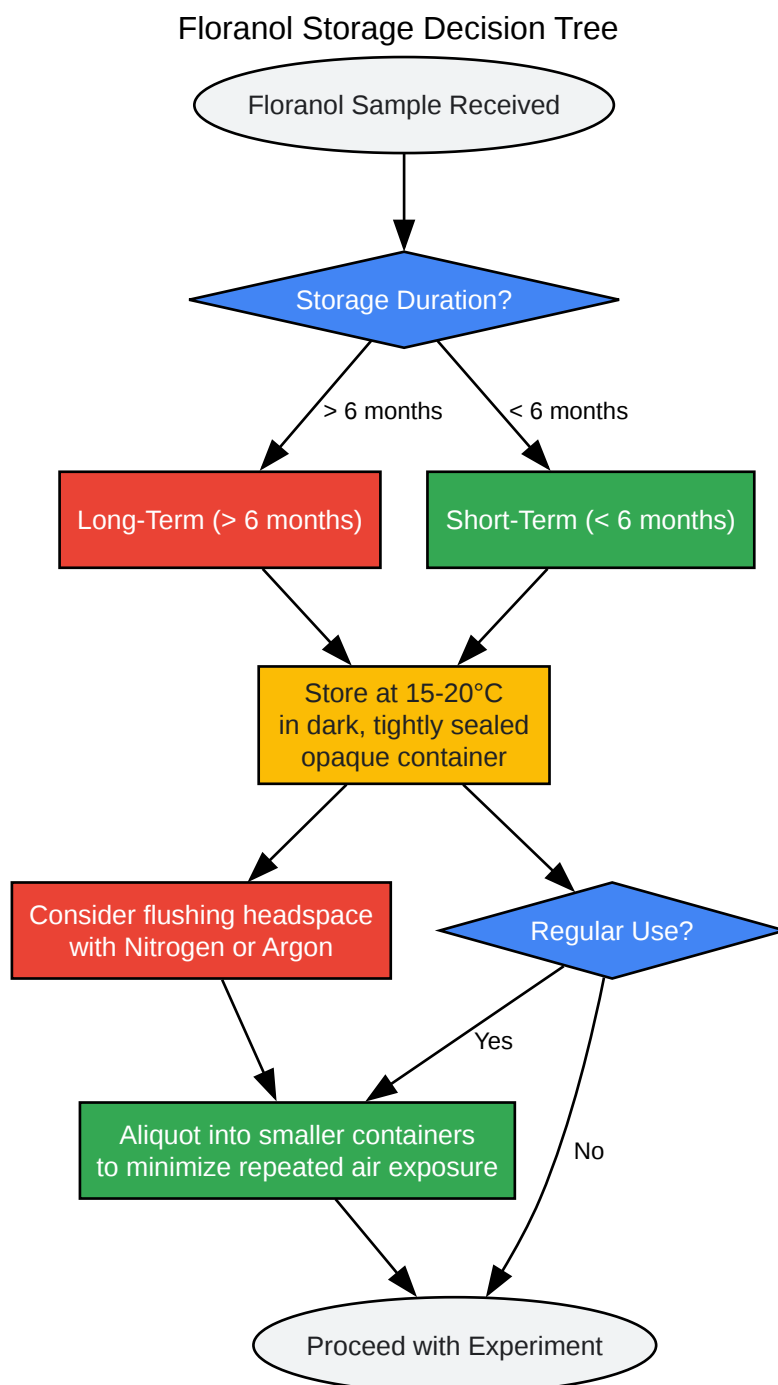 Floranol Storage Decision Tree
Floranol Sample Received
Storage Duration?
> 6 months
< 6 months
Long-Term (> 6 months)
Short-Term (< 6 months)
Store at 15-20°C
in dark, tightly sealed
opaque container
Consider flushing headspace
with Nitrogen or Argon
Regular Use?
Yes
Aliquot into smaller containers
to minimize repeated air exposure
No
Proceed with Experiment